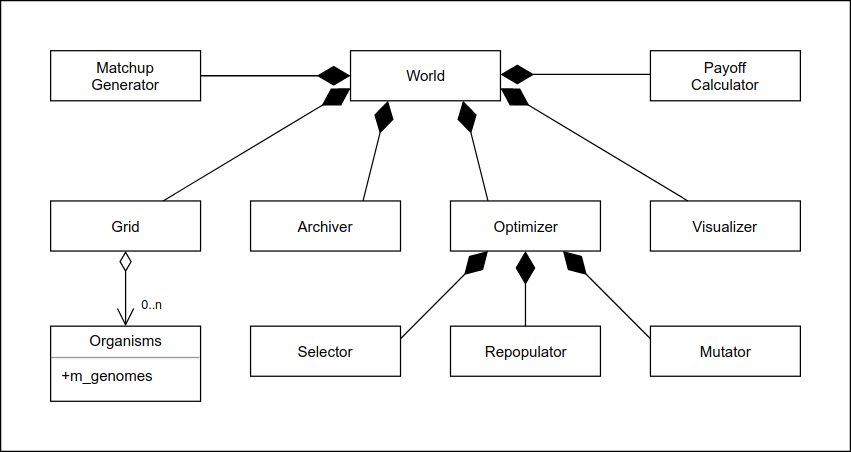 Matchup
Generator
World
Payoff
Calculator
Grid
Archiver
Optimizer
Visualizer
0..n
Organisms
+m_genomes
Selector
Repopulator
Mutator